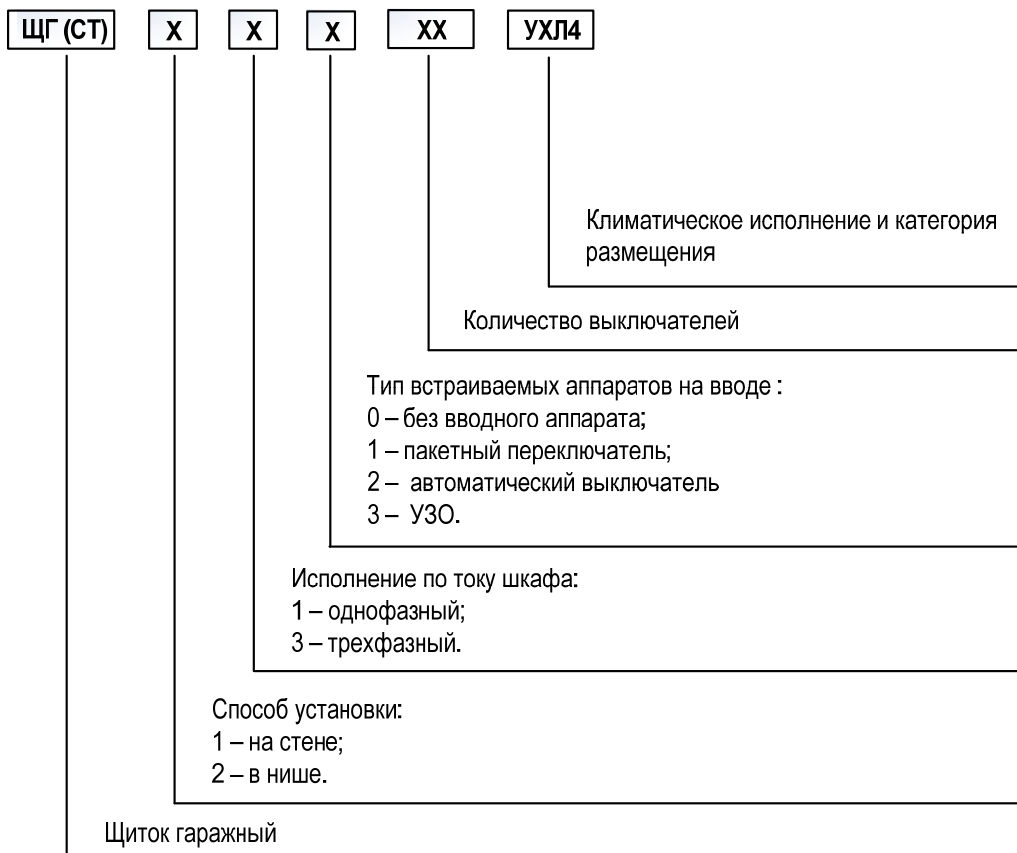 ЩГ (СТ) Х Х Х ХХ УХЛ4
Климатическое исполнение и категория
размещения
Количество выключателей
Тип встраиваемых аппаратов на вводе :
0 – без вводного аппарата;
1 – пакетный переключатель;
2 – автоматический выключатель
3 – УЗО.
Исполнение по току шкафа:
1 – однофазный;
3 – трехфазный.
Способ установки:
1 – на стене;
2 – в нише.
Щиток гаражный